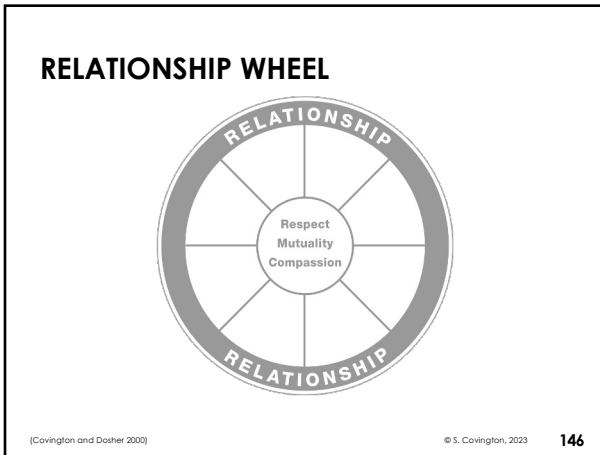 RELATIONSHIP WHEEL
RELATIONSHIP
Respect
Mutuality
Compassion
RELATIONSHIP
(Covington and Dosher 2000)
© S. Covington, 2023
146